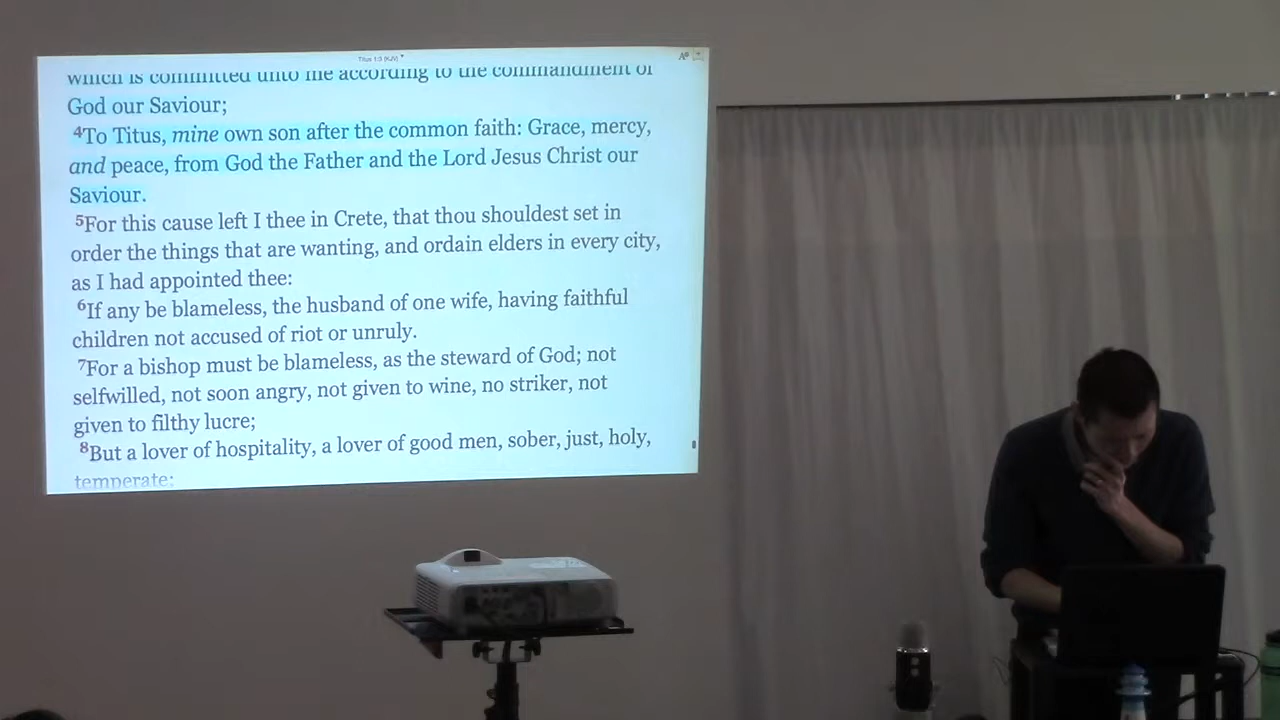 Titus 1:3 (KJV)
which is committed unto me according to the commandment of
God our Saviour;
4To Titus, mine own son after the common faith: Grace, mercy,
and peace, from God the Father and the Lord Jesus Christ our
Saviour.
5For this cause left I thee in Crete, that thou shouldest set in
order the things that are wanting, and ordain elders in every city,
as I had appointed thee:
6If any be blameless, the husband of one wife, having faithful
children not accused of riot or unruly.
7For a bishop must be blameless, as the steward of God; not
selfwilled, not soon angry, not given to wine, no striker, not
given to filthy lucre;
8But a lover of hospitality, a lover of good men, sober, just, holy,
temperate;